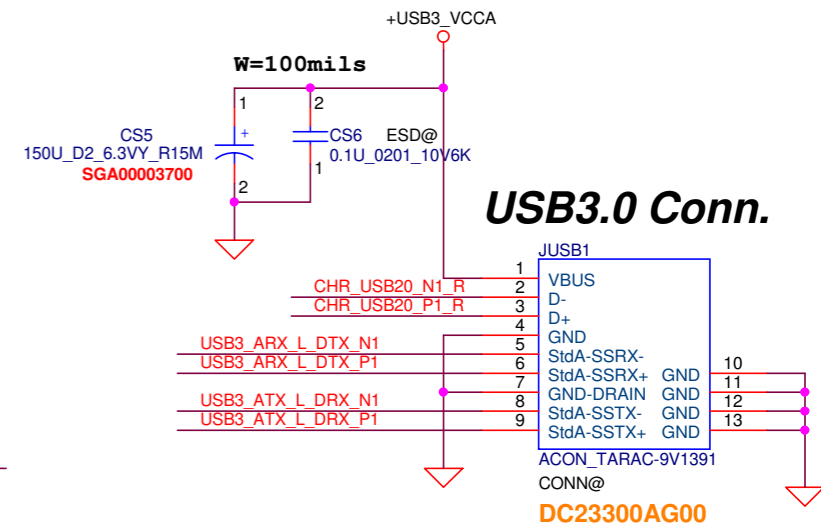 +USB3_VCCA
W=100mils
1
2
CS5
+
CS6
ESD@
150U_D2_6.3VY_R15M
0.1U_0201_10V6K
SGA00003700
1
2
USB3.0 Conn.
JUSB1
1
VBUS
CHR_USB20_N1_R
2
D-
CHR_USB20_P1_R
3
D+
4
GND
USB3_ARX_L_DTX_N1
5
StdA-SSRX-
USB3_ARX_L_DTX_P1
6
StdA-SSRX+
GND
10
7
GND-DRAIN
GND
11
USB3_ATX_L_DRX_N1
8
StdA-SSTX-
GND
12
USB3_ATX_L_DRX_P1
9
StdA-SSTX+
GND
13
ACON_TARAC-9V1391
CONN@
DC23300AG00